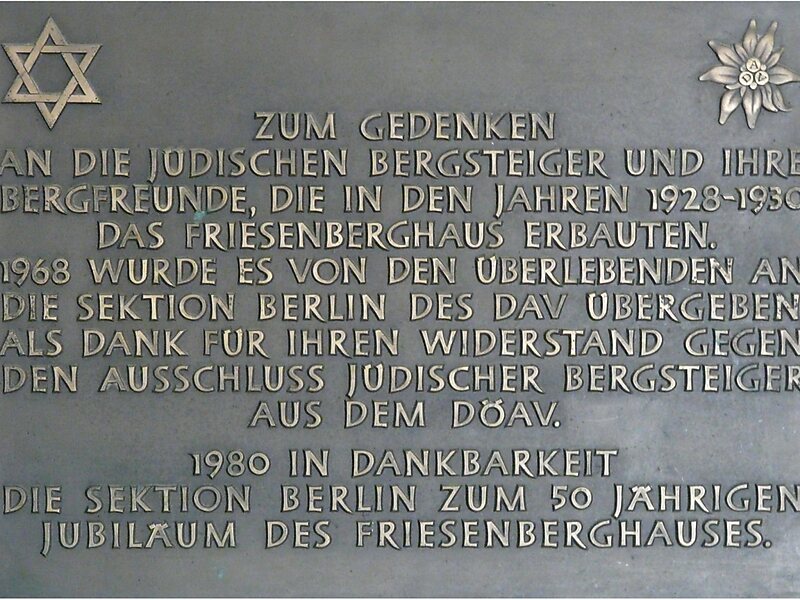 ZUM GEDENKEN
AN DIE JÜDISCHEN BERGSTEIGER UND IHRE
BERGFREUNDE, DIE IN DEN JAHREN 1928-1930
DAS FRIESENBERGHAUS ERBAUTEN.
1968 WURDE ES VON DEN ÜBERLEBENDEN AN
DIE SEKTION BERLIN DES DAV ÜBERGEBEN
ALS DANK FÜR IHREN WIDERSTAND GEGEN
DEN AUSSCHLUSS JÜDISCHER BERGSTEIGER
AUS DEM DÖAV.
1980 IN DANKBARKEIT
DIE SEKTION BERLIN ZUM 50 JÄHRIGEN
JUBILÄUM DES FRIESENBERGHAUSES.